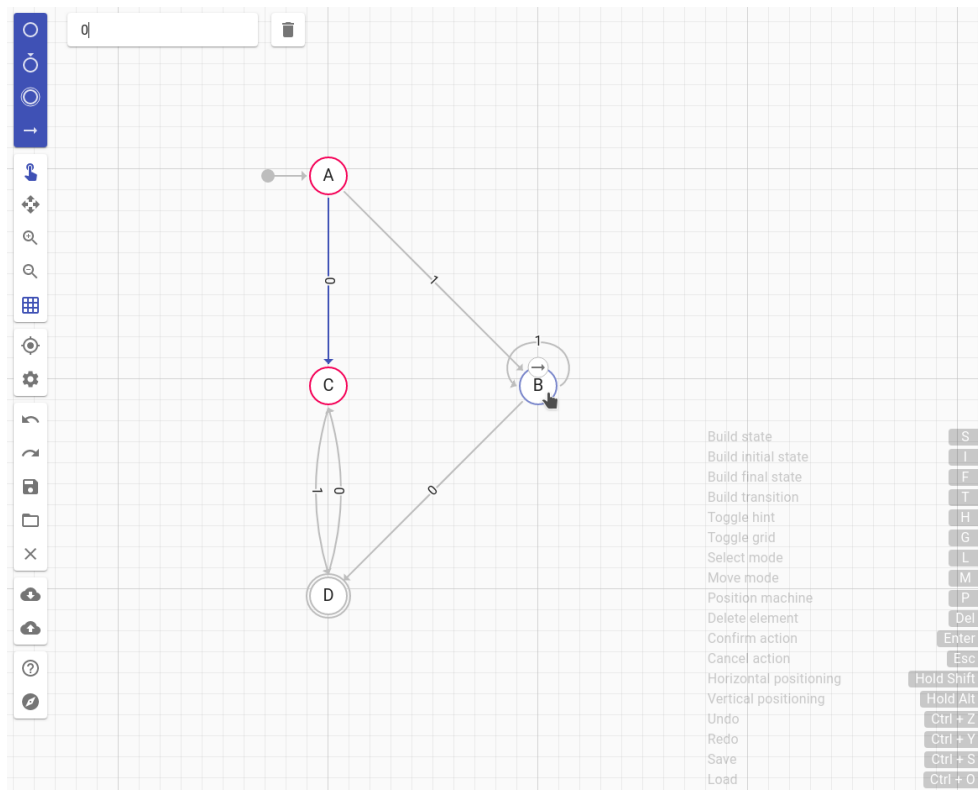 0
A
0
1
1
C
B
1
0
0
D
Build state S
Build initial state I
Build final state F
Build transition T
Toggle hint H
Toggle grid G
Select mode L
Move mode M
Position machine P
Delete element Del
Confirm action Enter
Cancel action Esc
Horizontal positioning Hold Shift
Vertical positioning Hold Alt
Undo Ctrl + Z
Redo Ctrl + Y
Save Ctrl + S
Load Ctrl + O